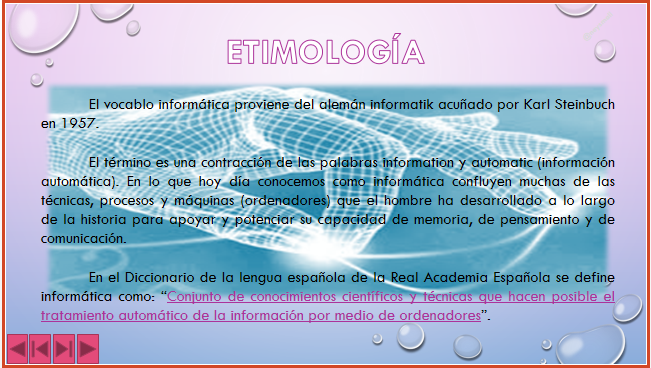 ETIMOLOGÍA
El vocablo informática proviene del alemán informatik acuñado por Karl Steinbuch
en 1957.
El término es una contracción de las palabras information y automatic (información
automática). En lo que hoy día conocemos como informática confluyen muchas de las
técnicas, procesos y máquinas (ordenadores) que el hombre ha desarrollado a lo largo
de la historia para apoyar y potenciar su capacidad de memoria, de pensamiento y de
comunicación.
En el Diccionario de la lengua española de la Real Academia Española se define
informática como: “Conjunto de conocimientos científicos y técnicas que hacen posible el
tratamiento automático de la información por medio de ordenadores”.